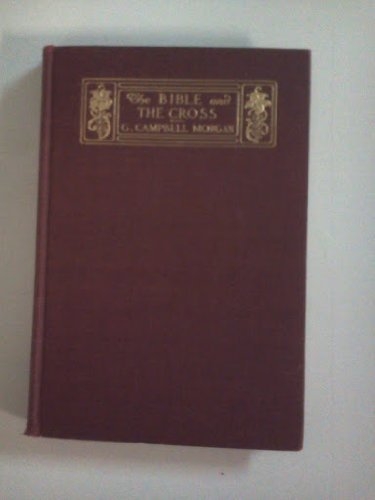 The BIBLE and
THE CROSS
G. CAMPBELL MORGAN